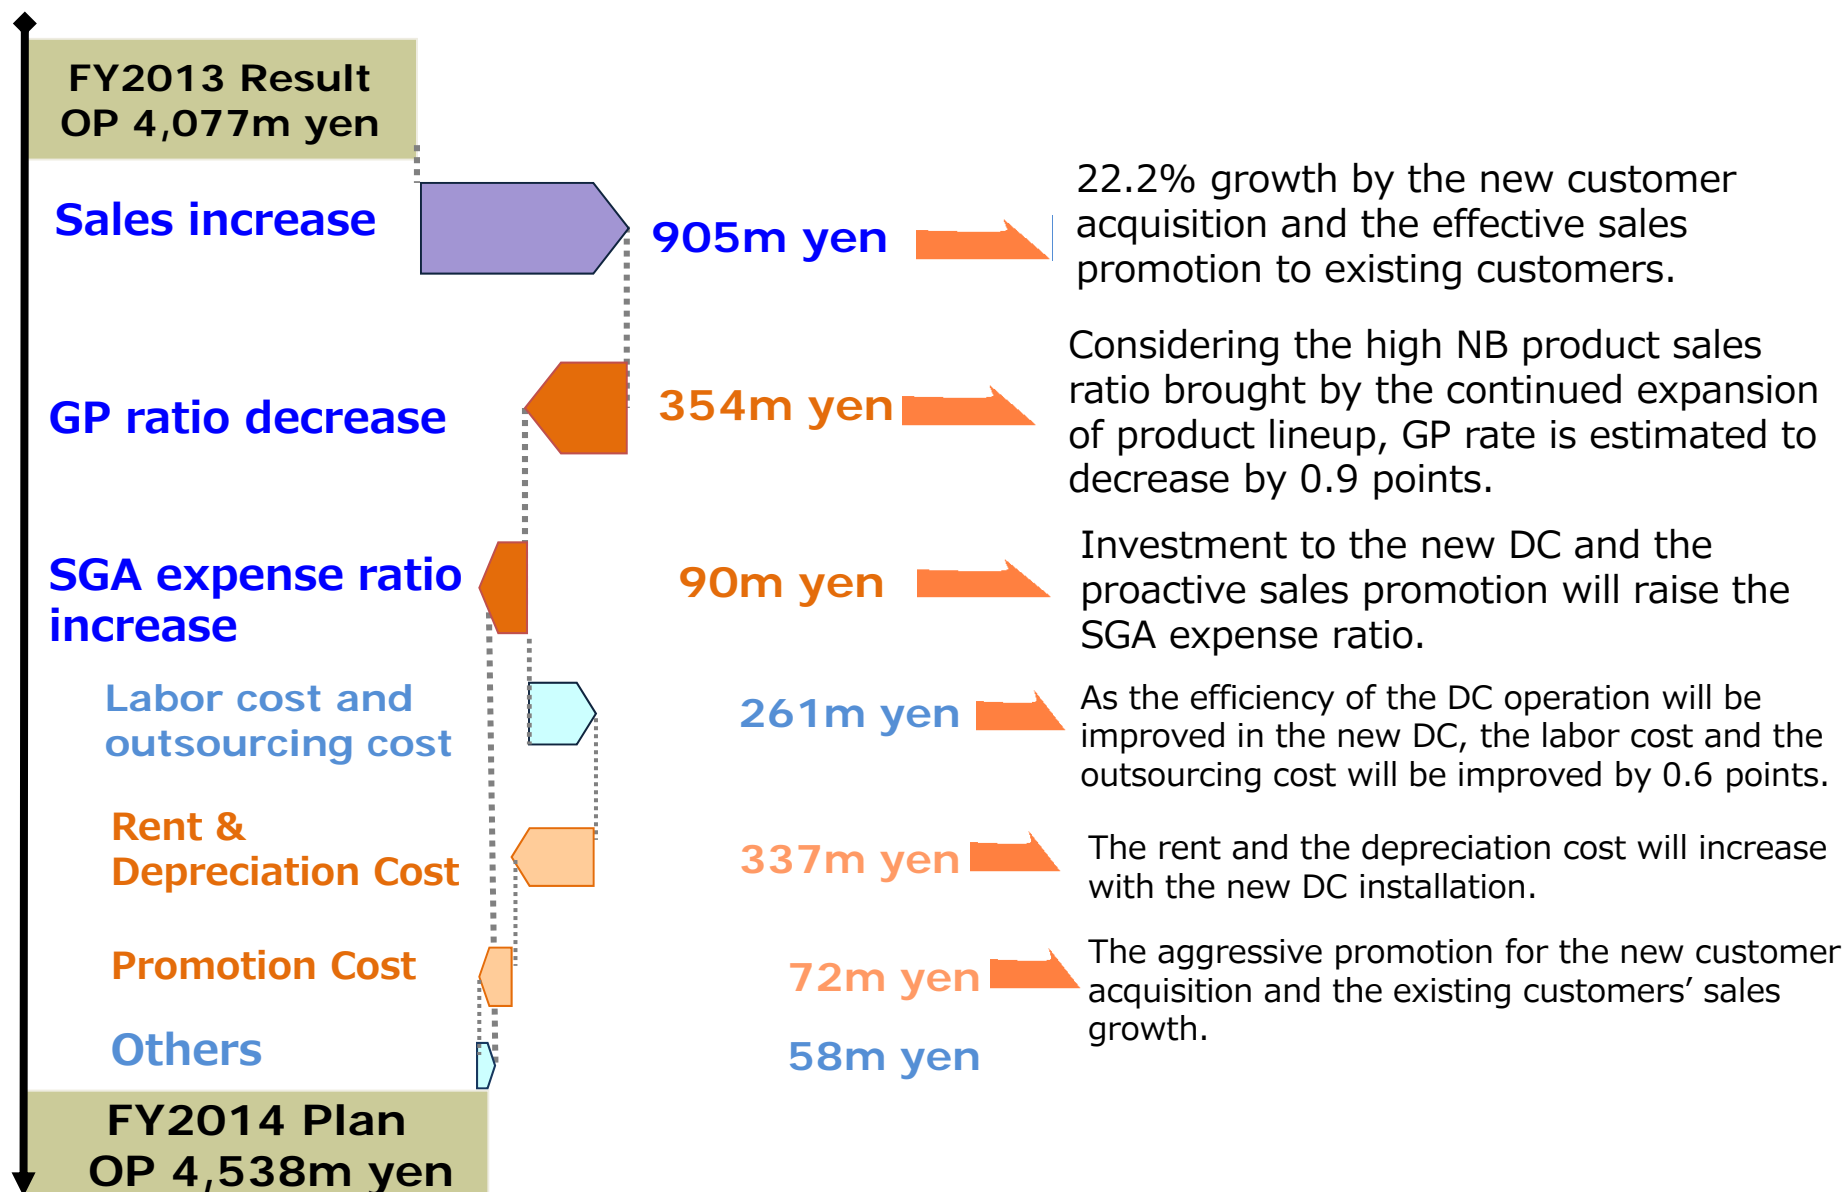 FY2013 Result
OP 4,077m yen
Sales increase
905m yen
22.2% growth by the new customer
acquisition and the effective sales
promotion to existing customers.
GP ratio decrease
354m yen
Considering the high NB product sales
ratio brought by the continued expansion
of product lineup, GP rate is estimated to
decrease by 0.9 points.
SGA expense ratio
increase
90m yen
Investment to the new DC and the
proactive sales promotion will raise the
SGA expense ratio.
Labor cost and
outsourcing cost
261m yen
As the efficiency of the DC operation will be
improved in the new DC, the labor cost and the
outsourcing cost will be improved by 0.6 points.
Rent &
Depreciation Cost
337m yen
The rent and the depreciation cost will increase
with the new DC installation.
Promotion Cost
72m yen
The aggressive promotion for the new customer
acquisition and the existing customers’ sales
growth.
Others
58m yen
FY2014 Plan
OP 4,538m yen